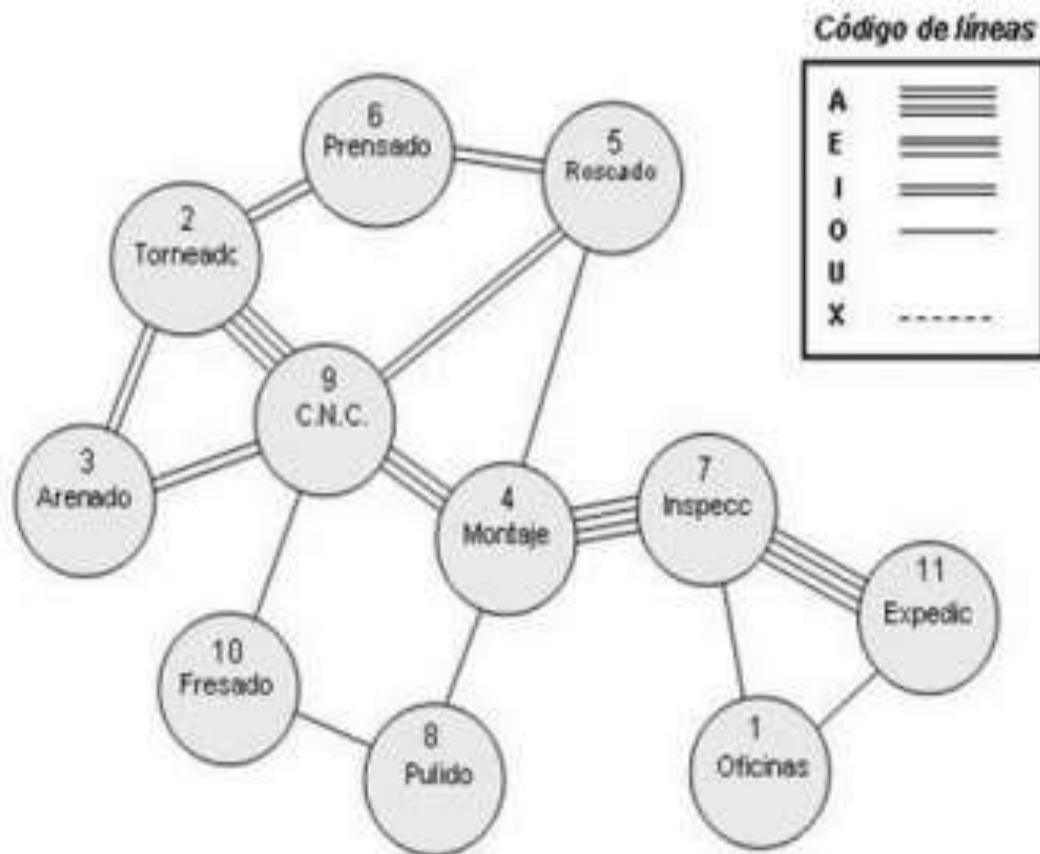 Código de líneas
A
E
I
O
U
X
6
Prensado
5
Roscado
2
Torneadc
9
C.N.C.
3
Arenado
4
Montaje
7
Inspecc
11
Expedic
10
Fresado
8
Pulido
1
Oficinas